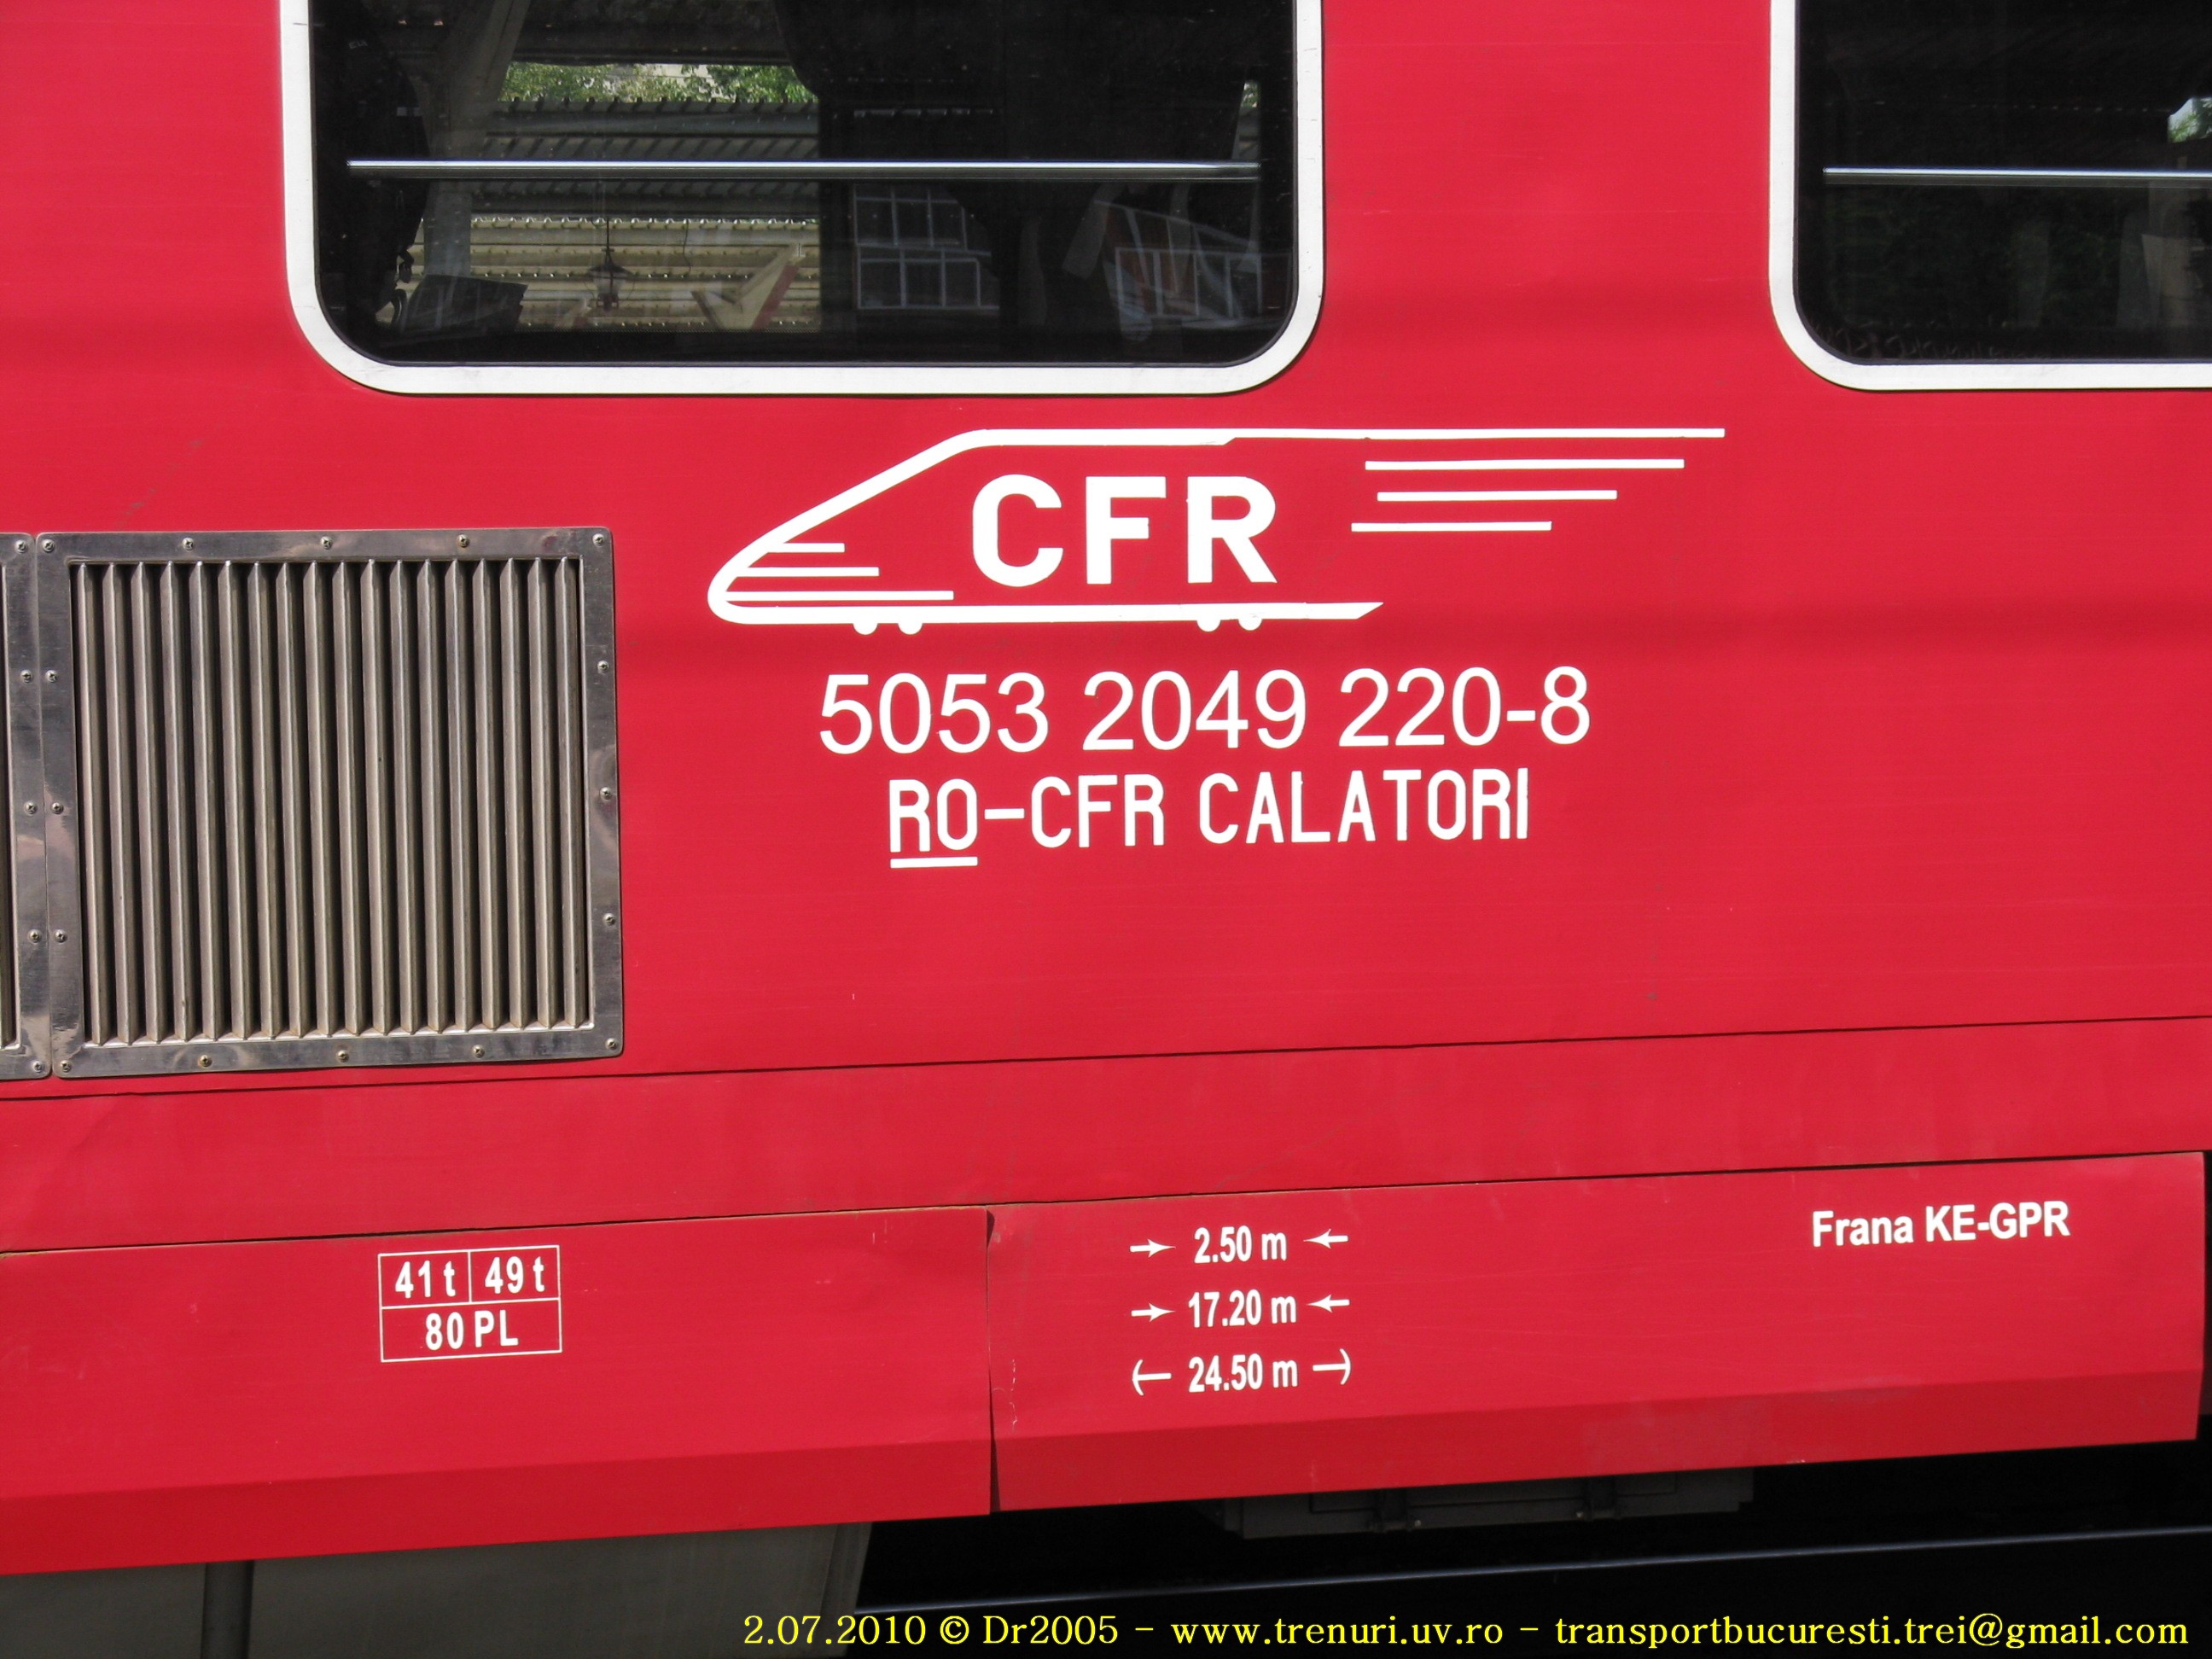 CFR
5053 2049 220-8
RO-CFR CALATORI
41 t 49 t
80 PL
2.50 m
17.20 m
24.50 m
Frana KE-GPR
2.07.2010 © Dr2005 - www.trenuri.uv.ro - transportbucuresti.trei@gmail.com